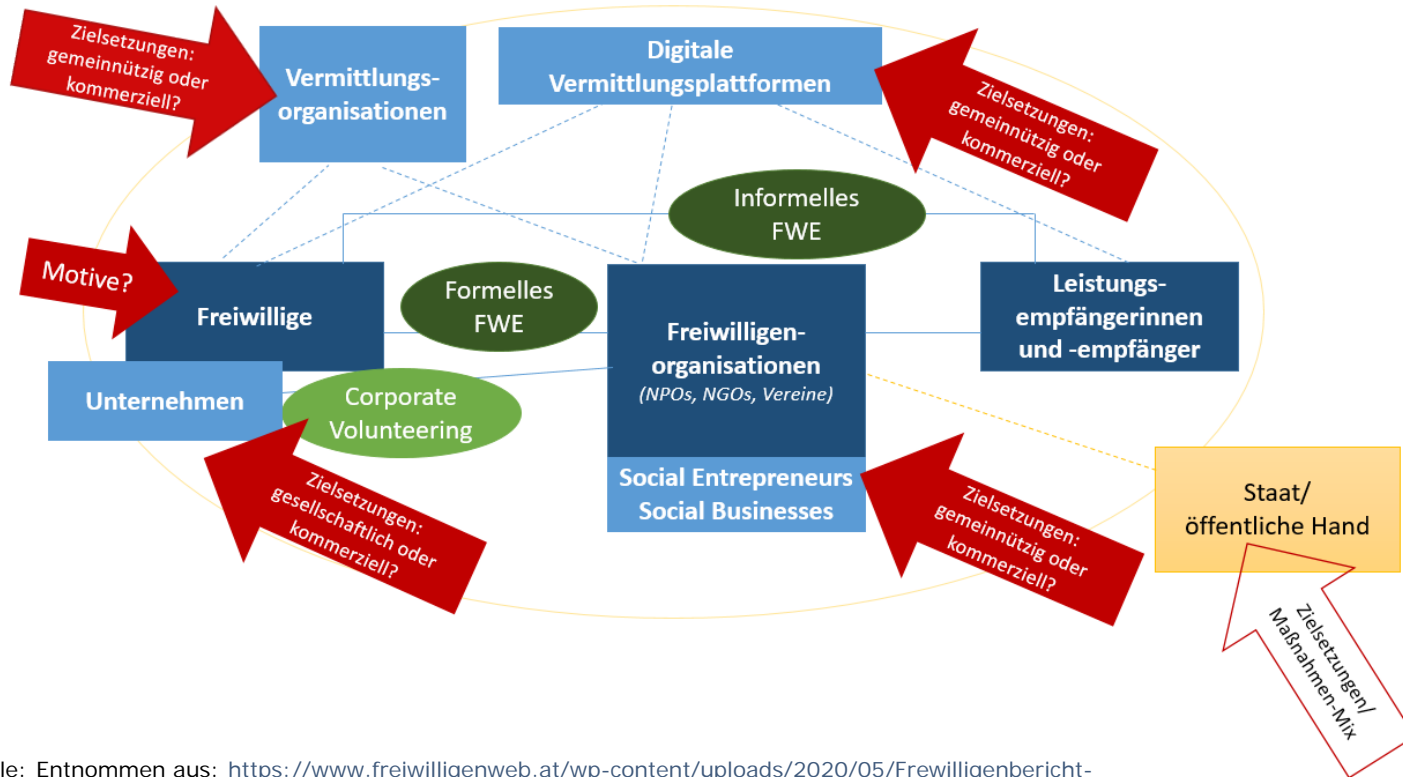 Zielsetzungen:
gemeinnützig oder
kommerziell?
Vermittlungs-
organisationen
Digitale
Vermittlungsplattformen
Zielsetzungen:
gemeinnützig oder
kommerziell?
Informelles
FWE
Motive?
Freiwillige
Formelles
FWE
Freiwilligen-
organisationen
(NPOs, NGOs, Vereine)
Leistungs-
empfängerinnen
und -empfänger
Unternehmen
Corporate
Volunteering
Social Entrepreneurs
Social Businesses
Zielsetzungen:
gesellschaftlich oder
kommerziell?
Zielsetzungen:
gemeinnützig oder
kommerziell?
Staat/
öffentliche Hand
Zielsetzungen/
Maßnahmen-Mix
le: Entnommen aus: https://www.freiwilligenweb.at/wp-content/uploads/2020/05/Frewilligenbericht-